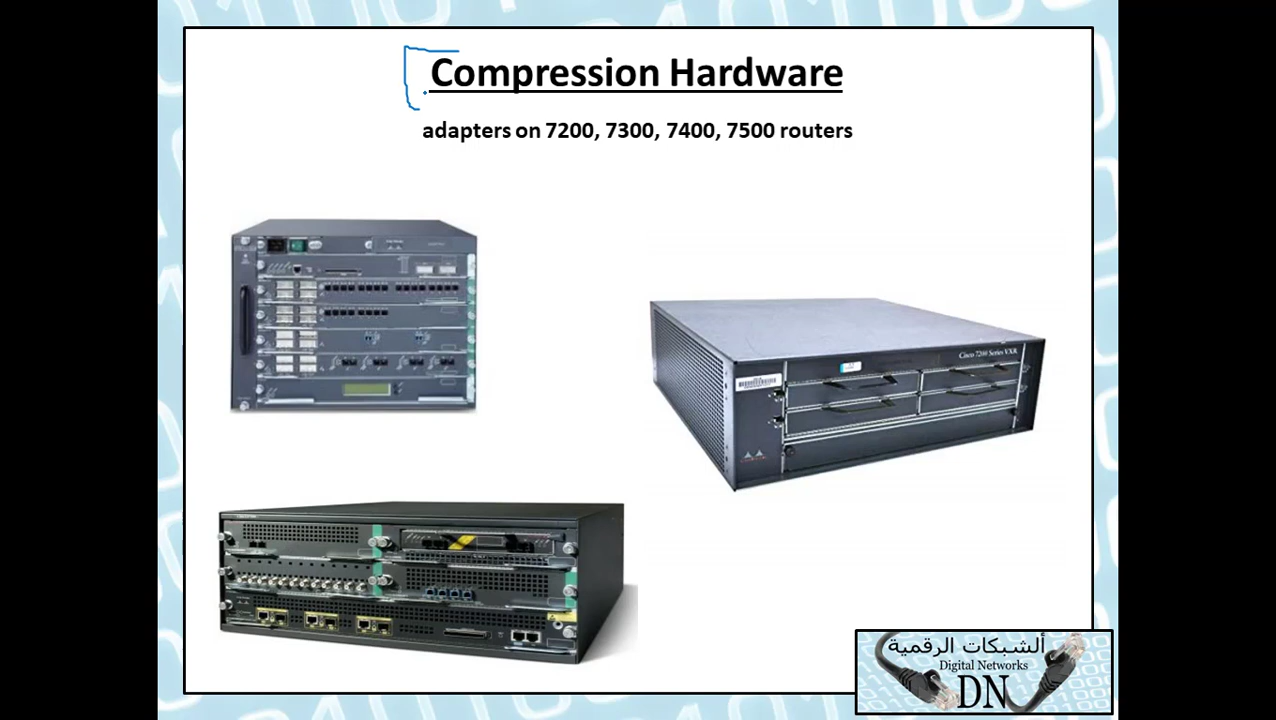 Compression Hardware
adapters on 7200, 7300, 7400, 7500 routers
Cisco 7200 Series VXR
ألشبكات الرقمية
Digital Networks
DN